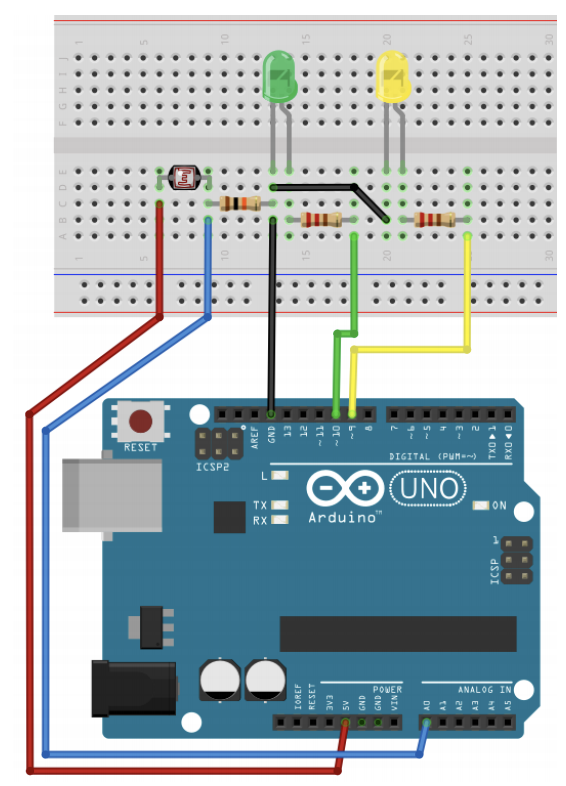 1 5 10 15 20 25 30
J
I
H
G
F
E
D
C
B
A
1 5 10 15 20 25 30
RESET
ICSP2
AREF
GND
13
12
~11
~10
~9
8
7
~6
~5
4
~3
2
TX0▶1
RX0◀0
DIGITAL (PWM=~)
L
TX
RX
Arduino™
UNO
ON
1
ICSP
POWER
ANALOG IN
IOREF
RESET
3V3
5V
GND
GND
VIN
A0
A1
A2
A3
A4
A5